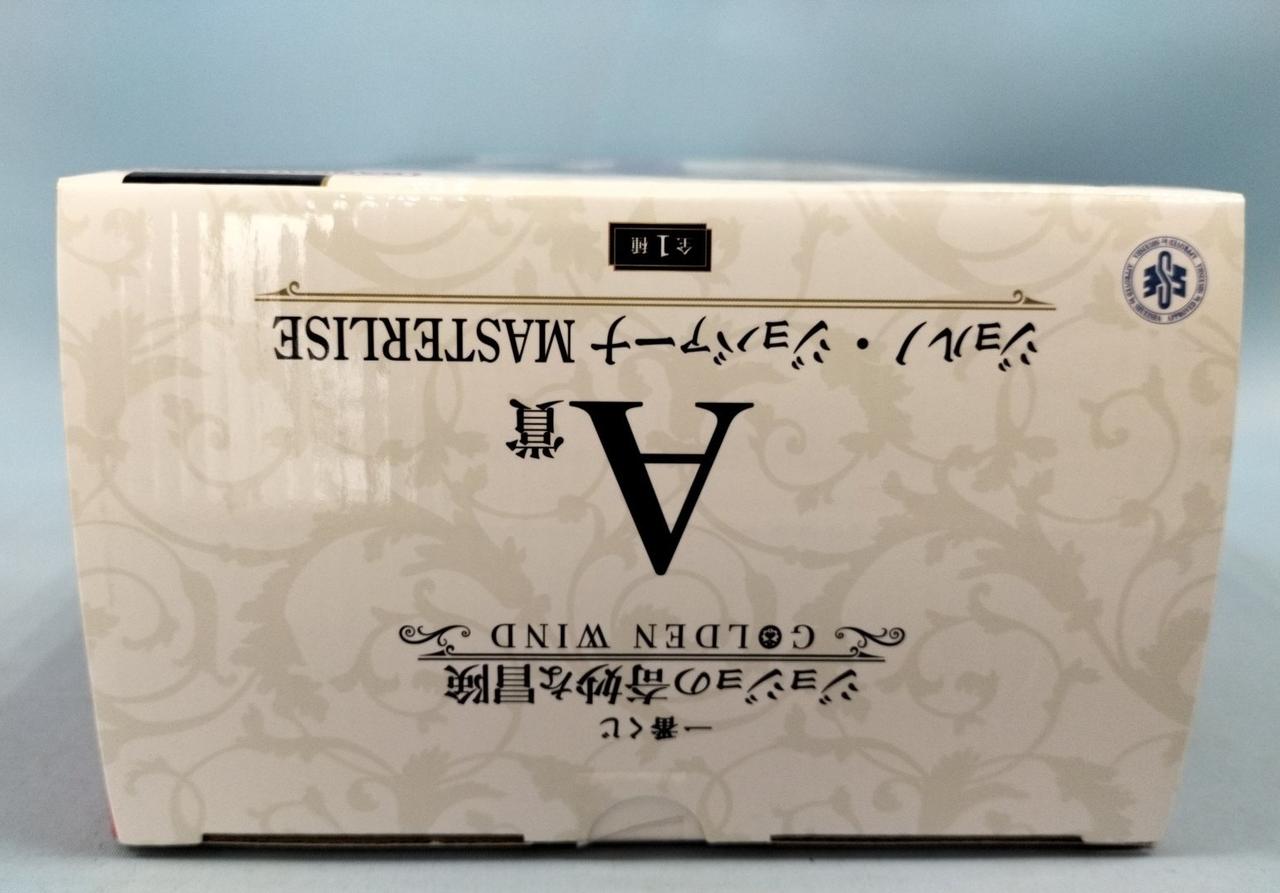 一番くじ
ジョジョの奇妙な冒険
GOLDEN WIND
A賞
ジョルノ・ジョバァーナ MASTERLISE
全1種